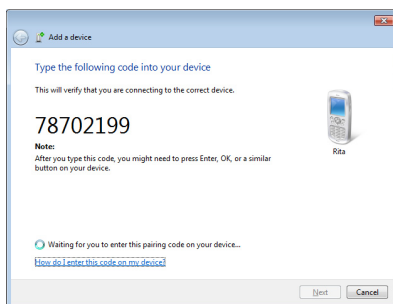 Add a device
Type the following code into your device
This will verify that you are connecting to the correct device.
78702199
Note:
After you type this code, you might need to press Enter, OK, or a similar
button on your device.
Rita
Waiting for you to enter this pairing code on your device...
How do I enter this code on my device?
Next Cancel